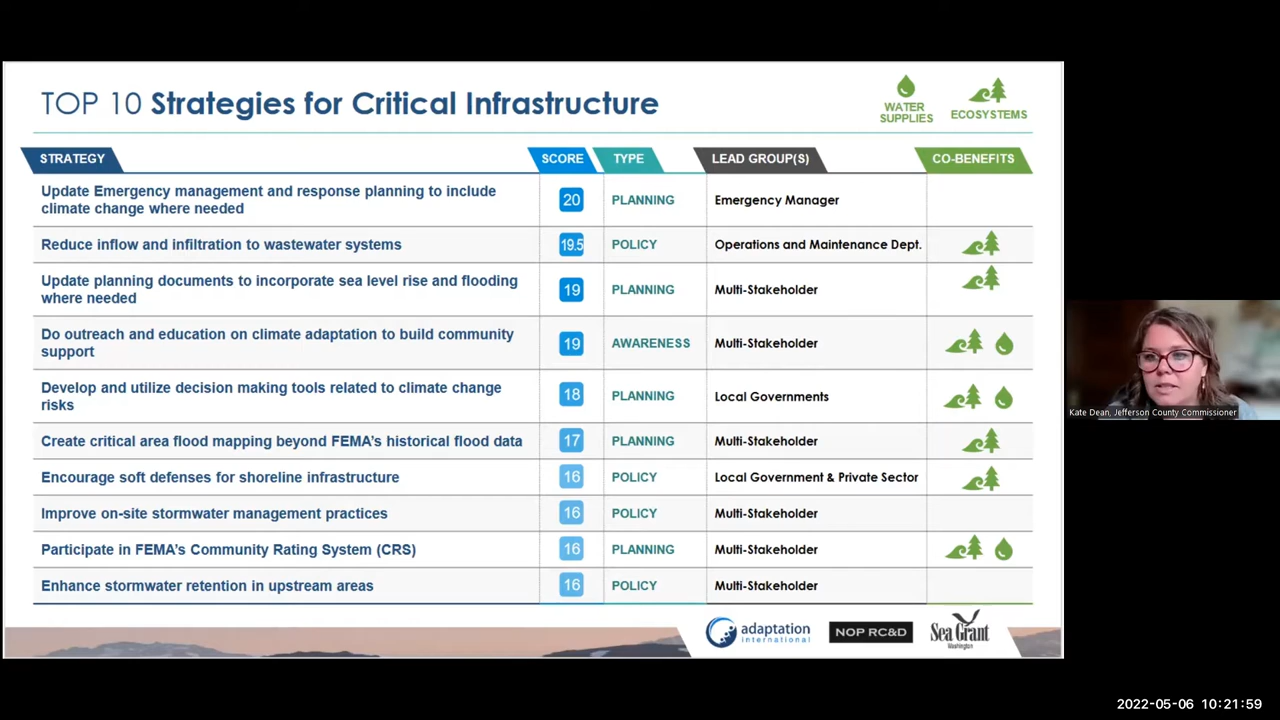 TOP 10 Strategies for Critical Infrastructure
WATER
SUPPLIES
ECOSYSTEMS
STRATEGY
SCORE
TYPE
LEAD GROUP(S)
CO-BENEFITS
Update Emergency management and response planning to include
climate change where needed
20
PLANNING
Emergency Manager
Reduce inflow and infiltration to wastewater systems
19.5
POLICY
Operations and Maintenance Dept.
Update planning documents to incorporate sea level rise and flooding
where needed
19
PLANNING
Multi-Stakeholder
Do outreach and education on climate adaptation to build community
support
19
AWARENESS
Multi-Stakeholder
Develop and utilize decision making tools related to climate change
risks
18
PLANNING
Local Governments
Create critical area flood mapping beyond FEMA's historical flood data
17
PLANNING
Multi-Stakeholder
Encourage soft defenses for shoreline infrastructure
16
POLICY
Local Government & Private Sector
Improve on-site stormwater management practices
16
POLICY
Multi-Stakeholder
Participate in FEMA's Community Rating System (CRS)
16
PLANNING
Multi-Stakeholder
Enhance stormwater retention in upstream areas
16
POLICY
Multi-Stakeholder
adaptation
international
NOP RC&D
Sea Grant
Washington
Kate Dean, Jefferson County Commissioner
2022-05-06 10:21:59